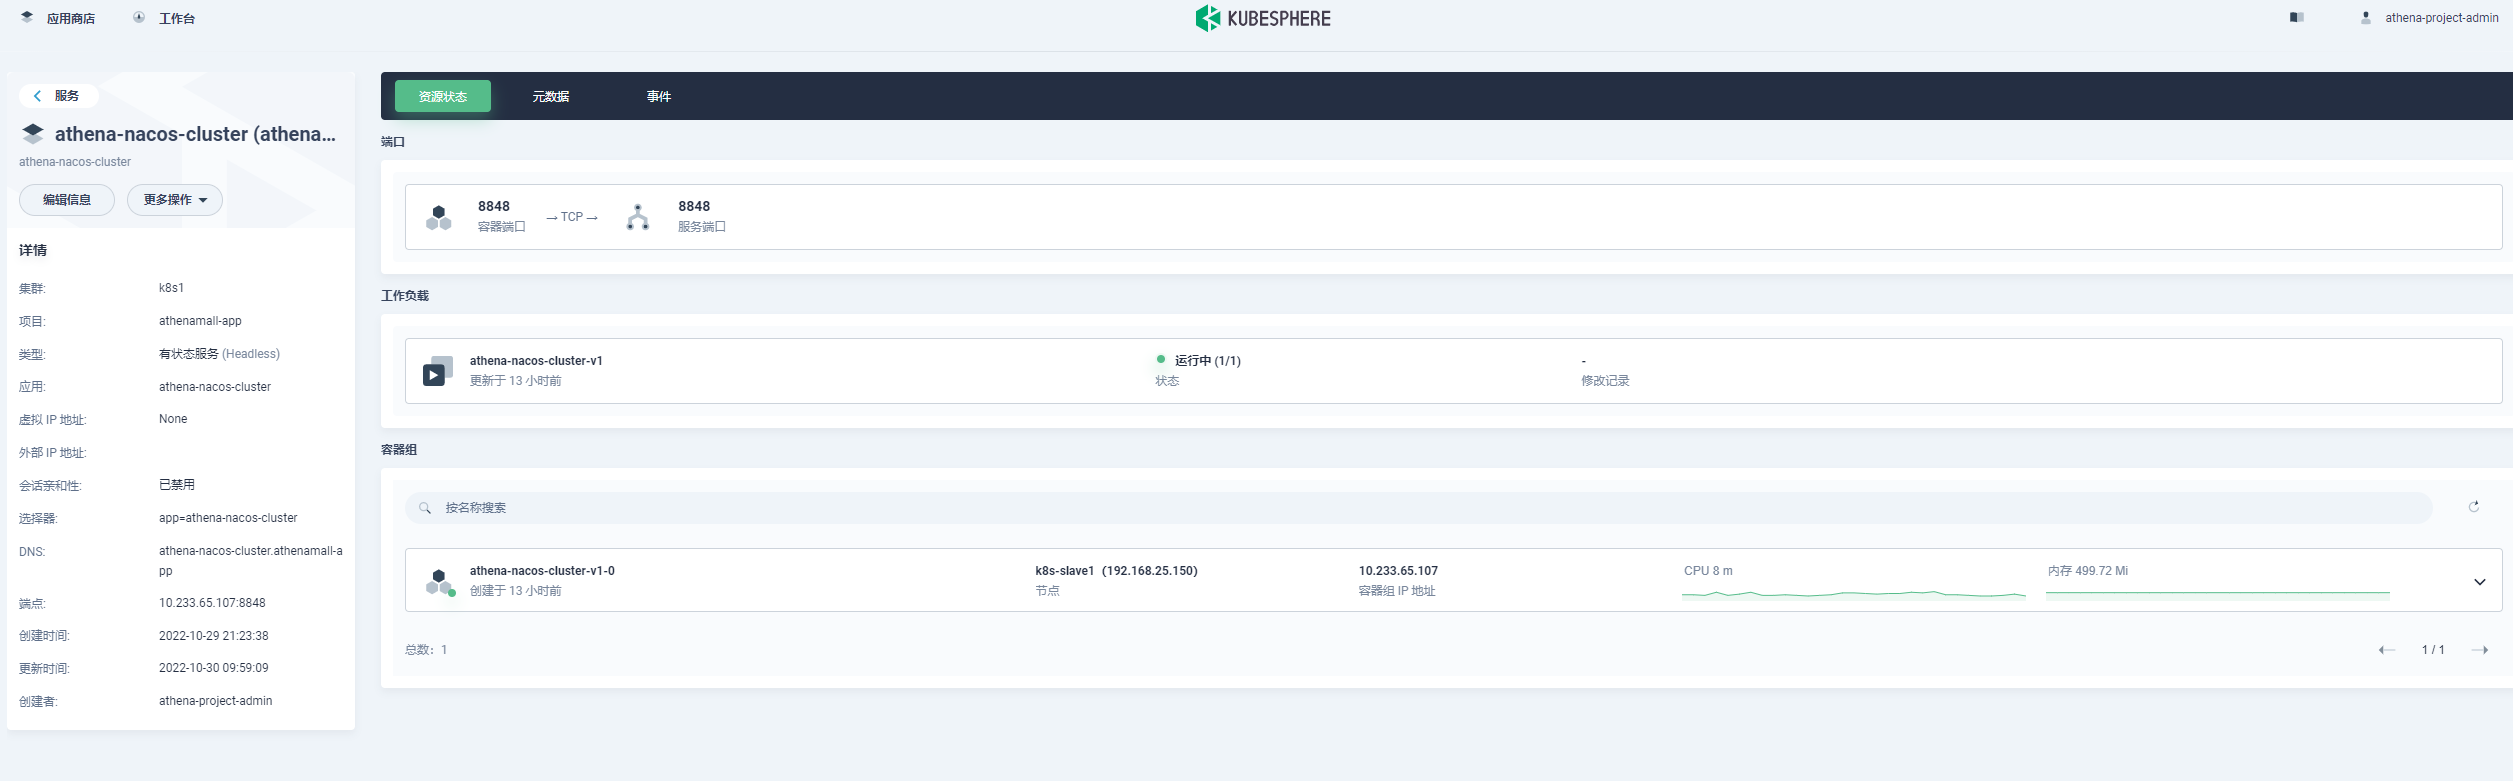 应用商店 工作台 KUBESPHERE athena-project-admin
服务
athena-nacos-cluster (athena...
athena-nacos-cluster
编辑信息 更多操作
详情
集群: k8s1
项目: athenamall-app
类型: 有状态服务 (Headless)
应用: athena-nacos-cluster
虚拟 IP 地址: None
外部 IP 地址:
会话亲和性: 已禁用
选择器: app=athena-nacos-cluster
DNS: athena-nacos-cluster.athenamall-a
pp
端点: 10.233.65.107:8848
创建时间: 2022-10-29 21:23:38
更新时间: 2022-10-30 09:59:09
创建者: athena-project-admin
资源状态 元数据 事件
端口
8848 → TCP → 8848
容器端口 服务端口
工作负载
athena-nacos-cluster-v1 运行中 (1/1) -
更新于 13 小时前 状态 修改记录
容器组
按名称搜索
athena-nacos-cluster-v1-0 k8s-slave1 (192.168.25.150) 10.233.65.107 CPU 8 m 内存 499.72 Mi
创建于 13 小时前 节点 容器组 IP 地址
总数: 1 1 / 1